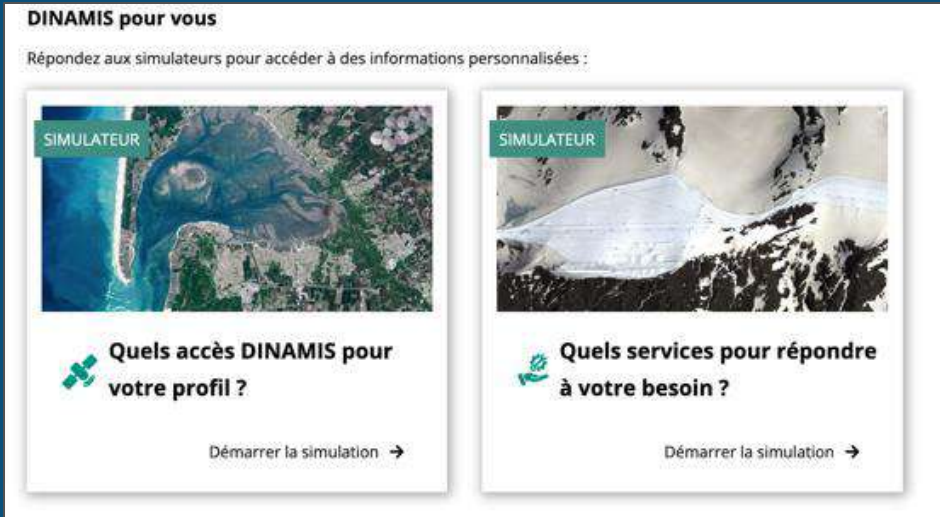 DINAMIS pour vous
Répondez aux simulateurs pour accéder à des informations personnalisées :
SIMULATEUR
Quels accès DINAMIS pour
votre profil ?
Démarrer la simulation →
SIMULATEUR
Quels services pour répondre
à votre besoin ?
Démarrer la simulation →